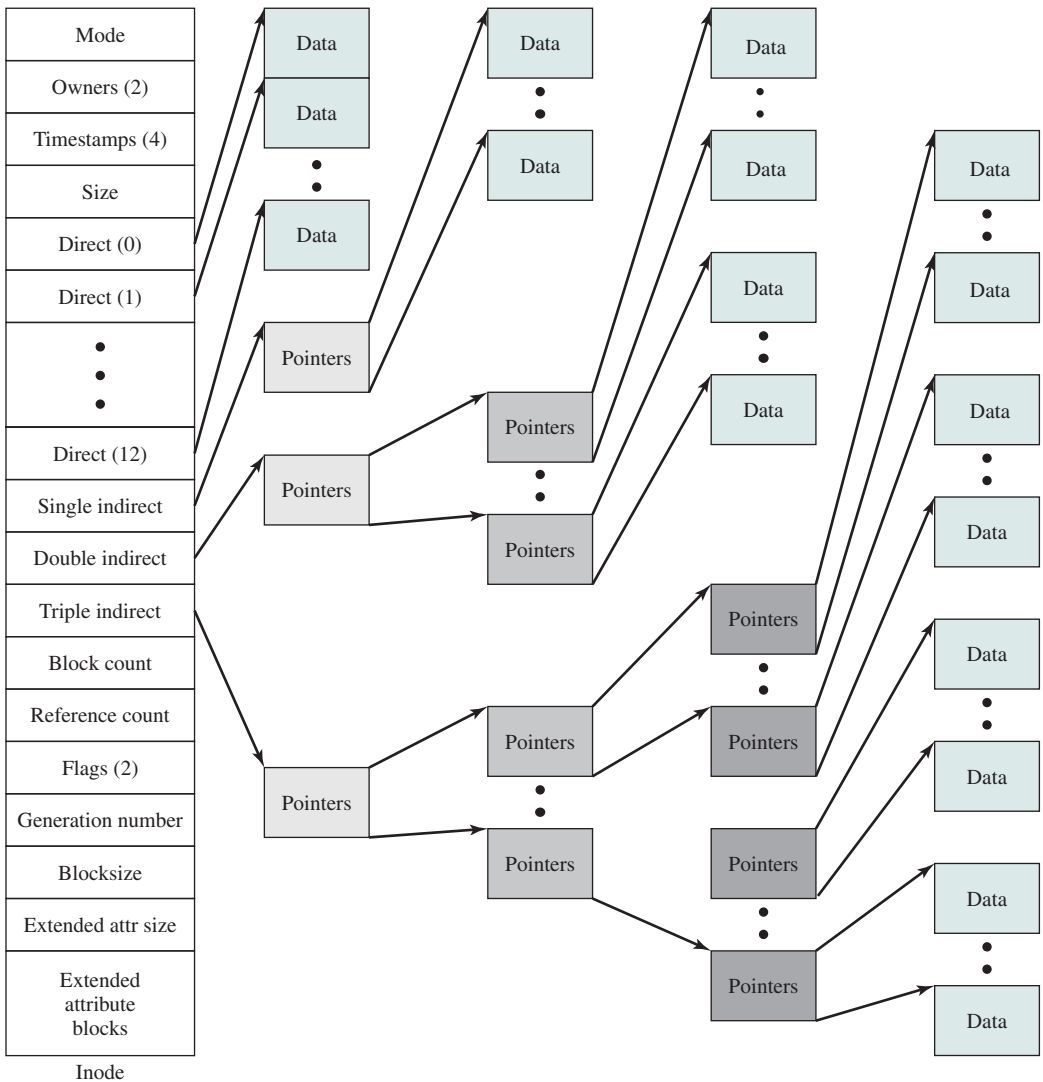 Mode
Owners (2)
Timestamps (4)
Size
Direct (0)
Direct (1)
Direct (12)
Single indirect
Double indirect
Triple indirect
Block count
Reference count
Flags (2)
Generation number
Blocksize
Extended attr size
Extended
attribute
blocks
Inode
Data
Data
Data
Pointers
Pointers
Pointers
Data
Data
Pointers
Pointers
Pointers
Pointers
Data
Data
Data
Data
Pointers
Pointers
Pointers
Pointers
Data
Data
Data
Data
Data
Data
Data
Data